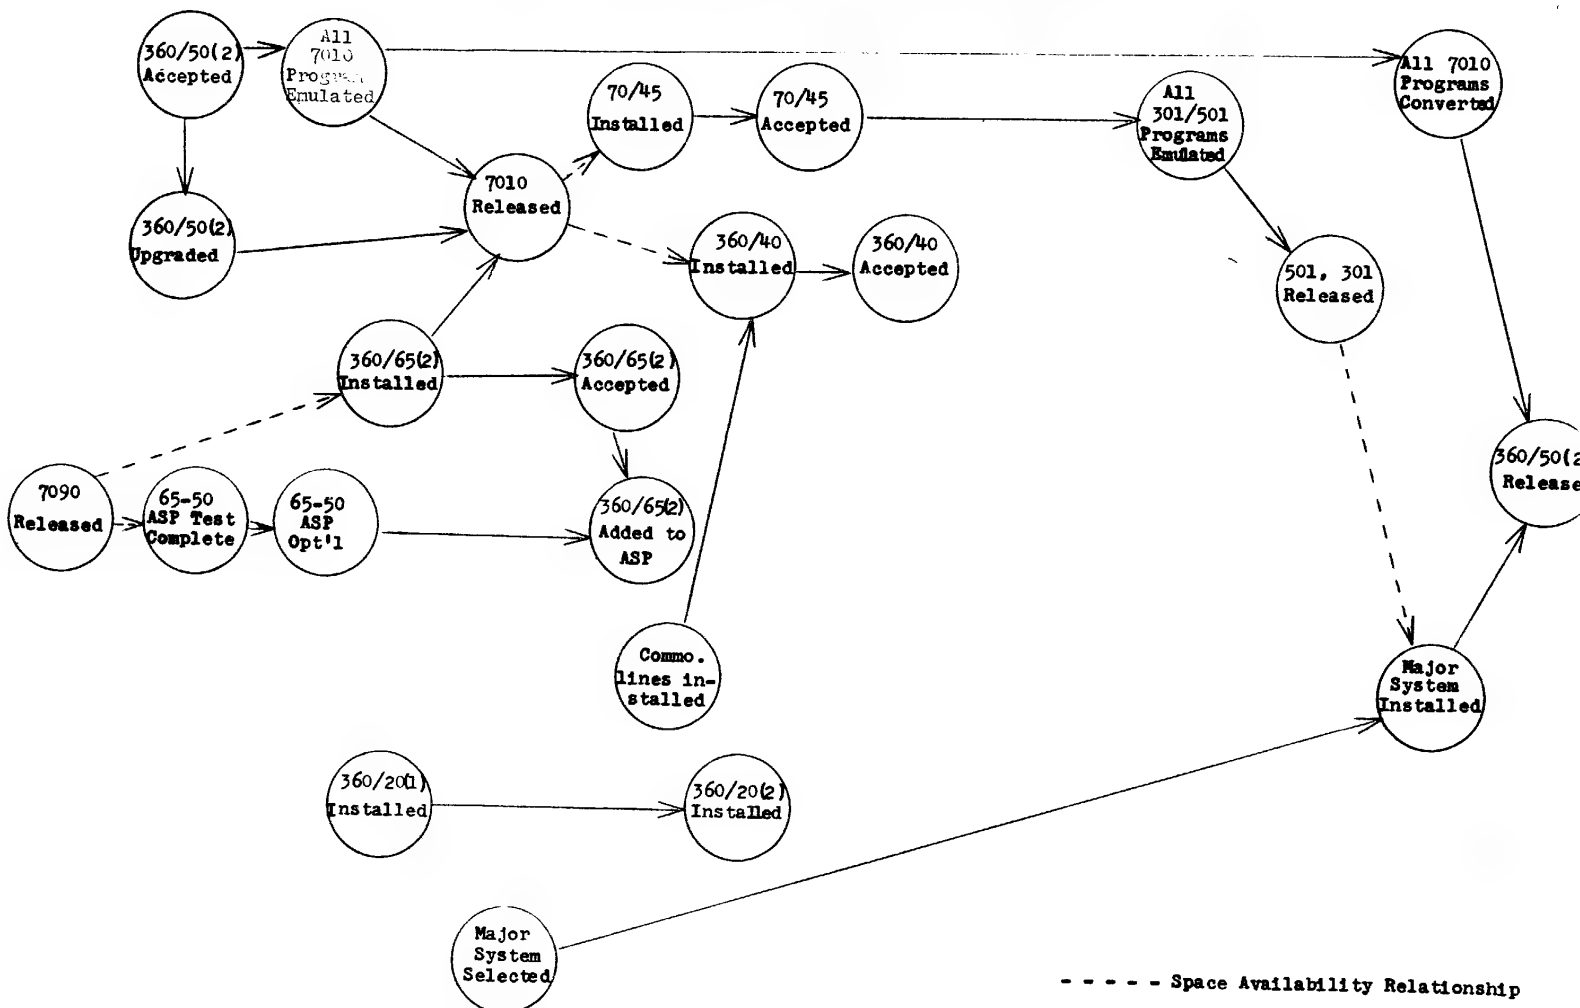 360/50(2)
Accepted
All
7010
Emulated
70/45
Installed
70/45
Accepted
All
301/501
Programs
Emulated
All 7010
Programs
Converted
360/50(2)
Upgraded
7010
Released
360/40
Installed
360/40
Accepted
501, 301
Released
360/65(2)
Installed
360/65(2)
Accepted
7090
Released
65-50
ASP Test
Complete
65-50
ASP
Opt'l
360/65(2)
Added to
ASP
360/50(2
Release
Commo.
lines in-
stalled
Major
System
Installed
360/20(1)
Installed
360/20(2)
Installed
Major
System
Selected
Space Availability Relationship